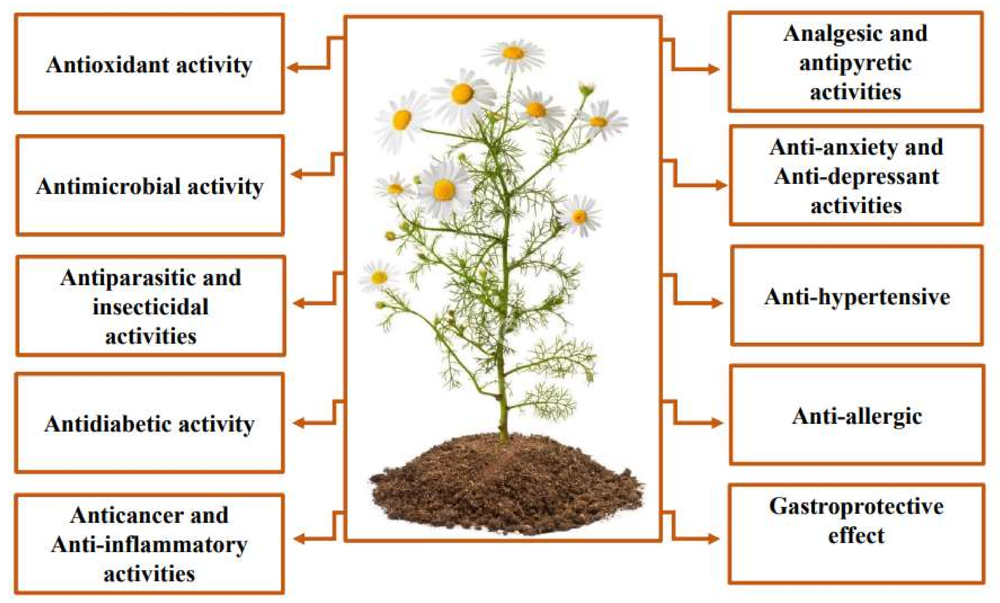 Antioxidant activity
Antimicrobial activity
Antiparasitic and
insecticidal
activities
Antidiabetic activity
Anticancer and
Anti-inflammatory
activities
Analgesic and
antipyretic
activities
Anti-anxiety and
Anti-depressant
activities
Anti-hypertensive
Anti-allergic
Gastroprotective
effect